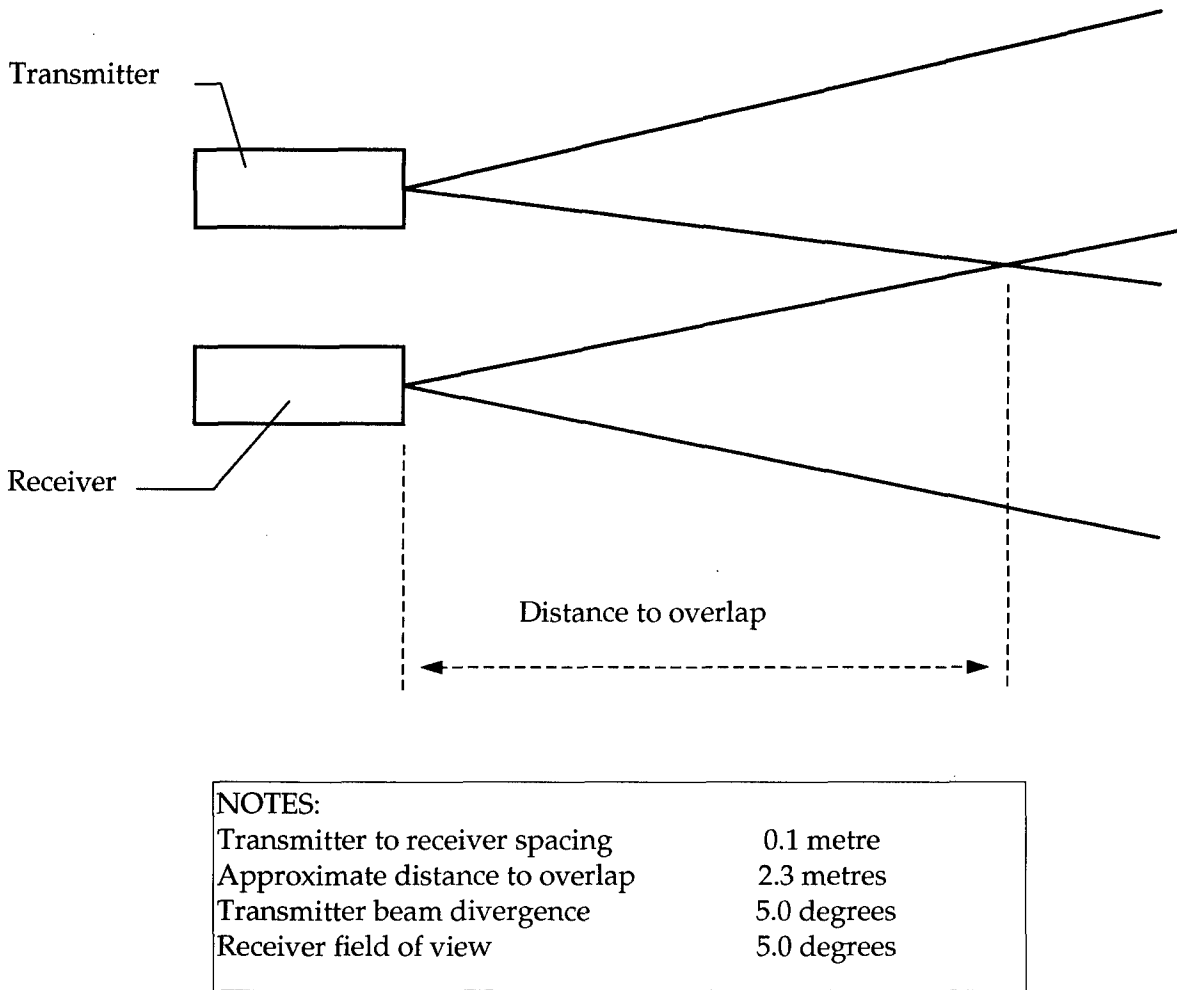 Transmitter
Receiver
Distance to overlap
NOTES:
Transmitter to receiver spacing 0.1 metre
Approximate distance to overlap 2.3 metres
Transmitter beam divergence 5.0 degrees
Receiver field of view 5.0 degrees